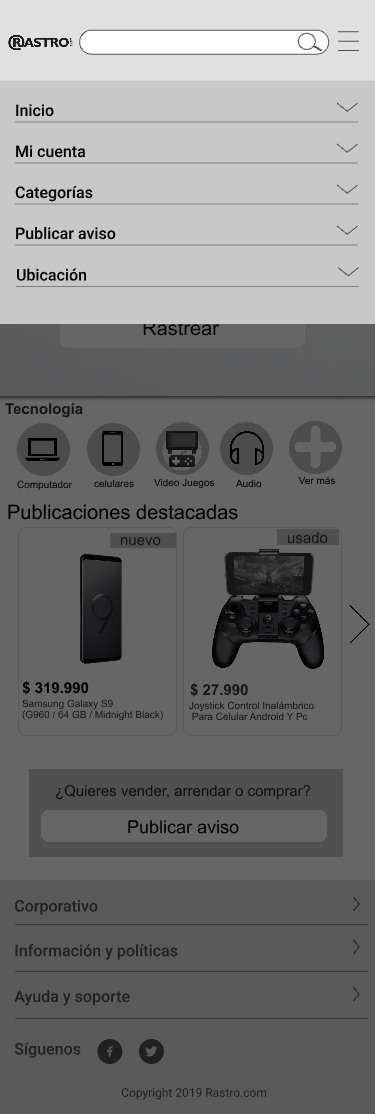 RASTRO
Inicio
Mi cuenta
Categorías
Publicar aviso
Ubicación
Rastrear
Tecnología
Computador
celulares
Video Juegos
Audio
Ver más
Publicaciones destacadas
nuevo
usado
9
$ 319.990
Samsung Galaxy S9
(G960 / 64 GB / Midnight Black)
$ 27.990
Joystick Control Inalámbrico
Para Celular Android Y Pc
¿Quieres vender, arrendar o comprar?
Publicar aviso
Corporativo
Información y políticas
Ayuda y soporte
Síguenos
Copyright 2019 Rastro.com